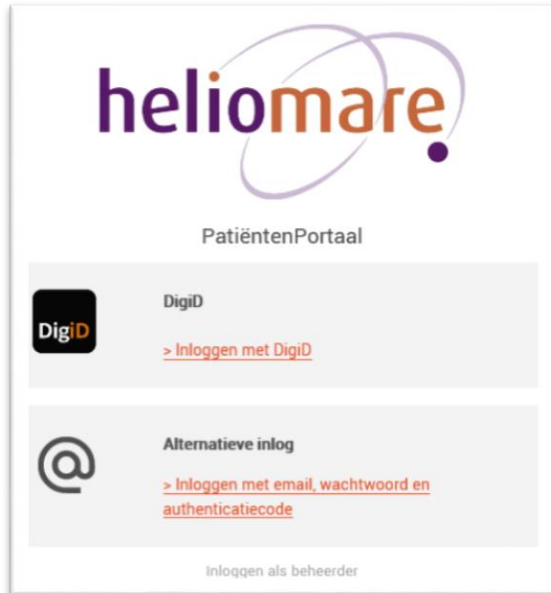 heliomare
PatiëntenPortaal
DigiD
DigiD
> Inloggen met DigiD
@
Alternatieve inlog
> Inloggen met email, wachtwoord en
authenticatiecode
Inloggen als beheerder